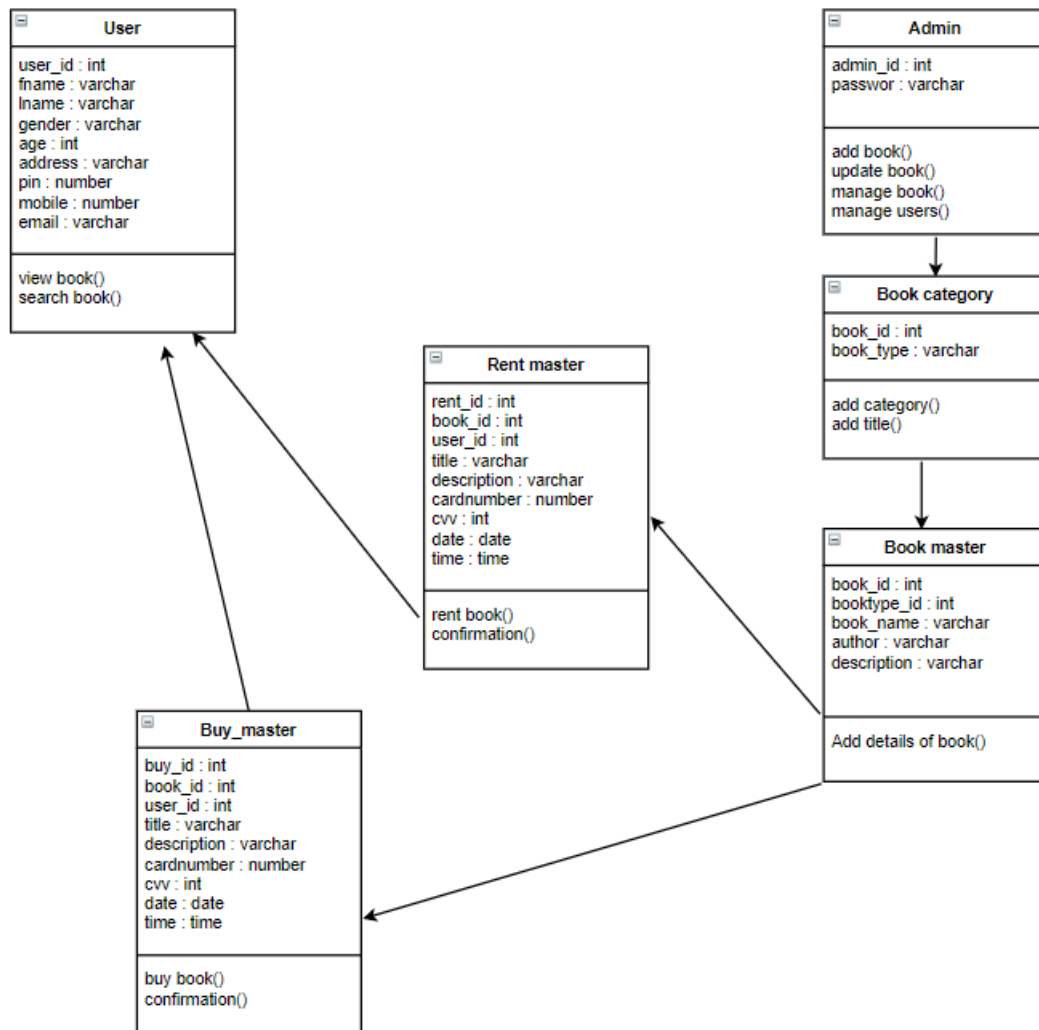 User
user_id : int
fname : varchar
lname : varchar
gender : varchar
age : int
address : varchar
pin : number
mobile : number
email : varchar
view book()
search book()
Admin
admin_id : int
passwor : varchar
add book()
update book()
manage book()
manage users()
Book category
book_id : int
book_type : varchar
add category()
add title()
Rent master
rent_id : int
book_id : int
user_id : int
title : varchar
description : varchar
cardnumber : number
cvv : int
date : date
time : time
rent book()
confirmation()
Book master
book_id : int
booktype_id : int
book_name : varchar
author : varchar
description : varchar
Add details of book()
Buy_master
buy_id : int
book_id : int
user_id : int
title : varchar
description : varchar
cardnumber : number
cvv : int
date : date
time : time
buy book()
confirmation()